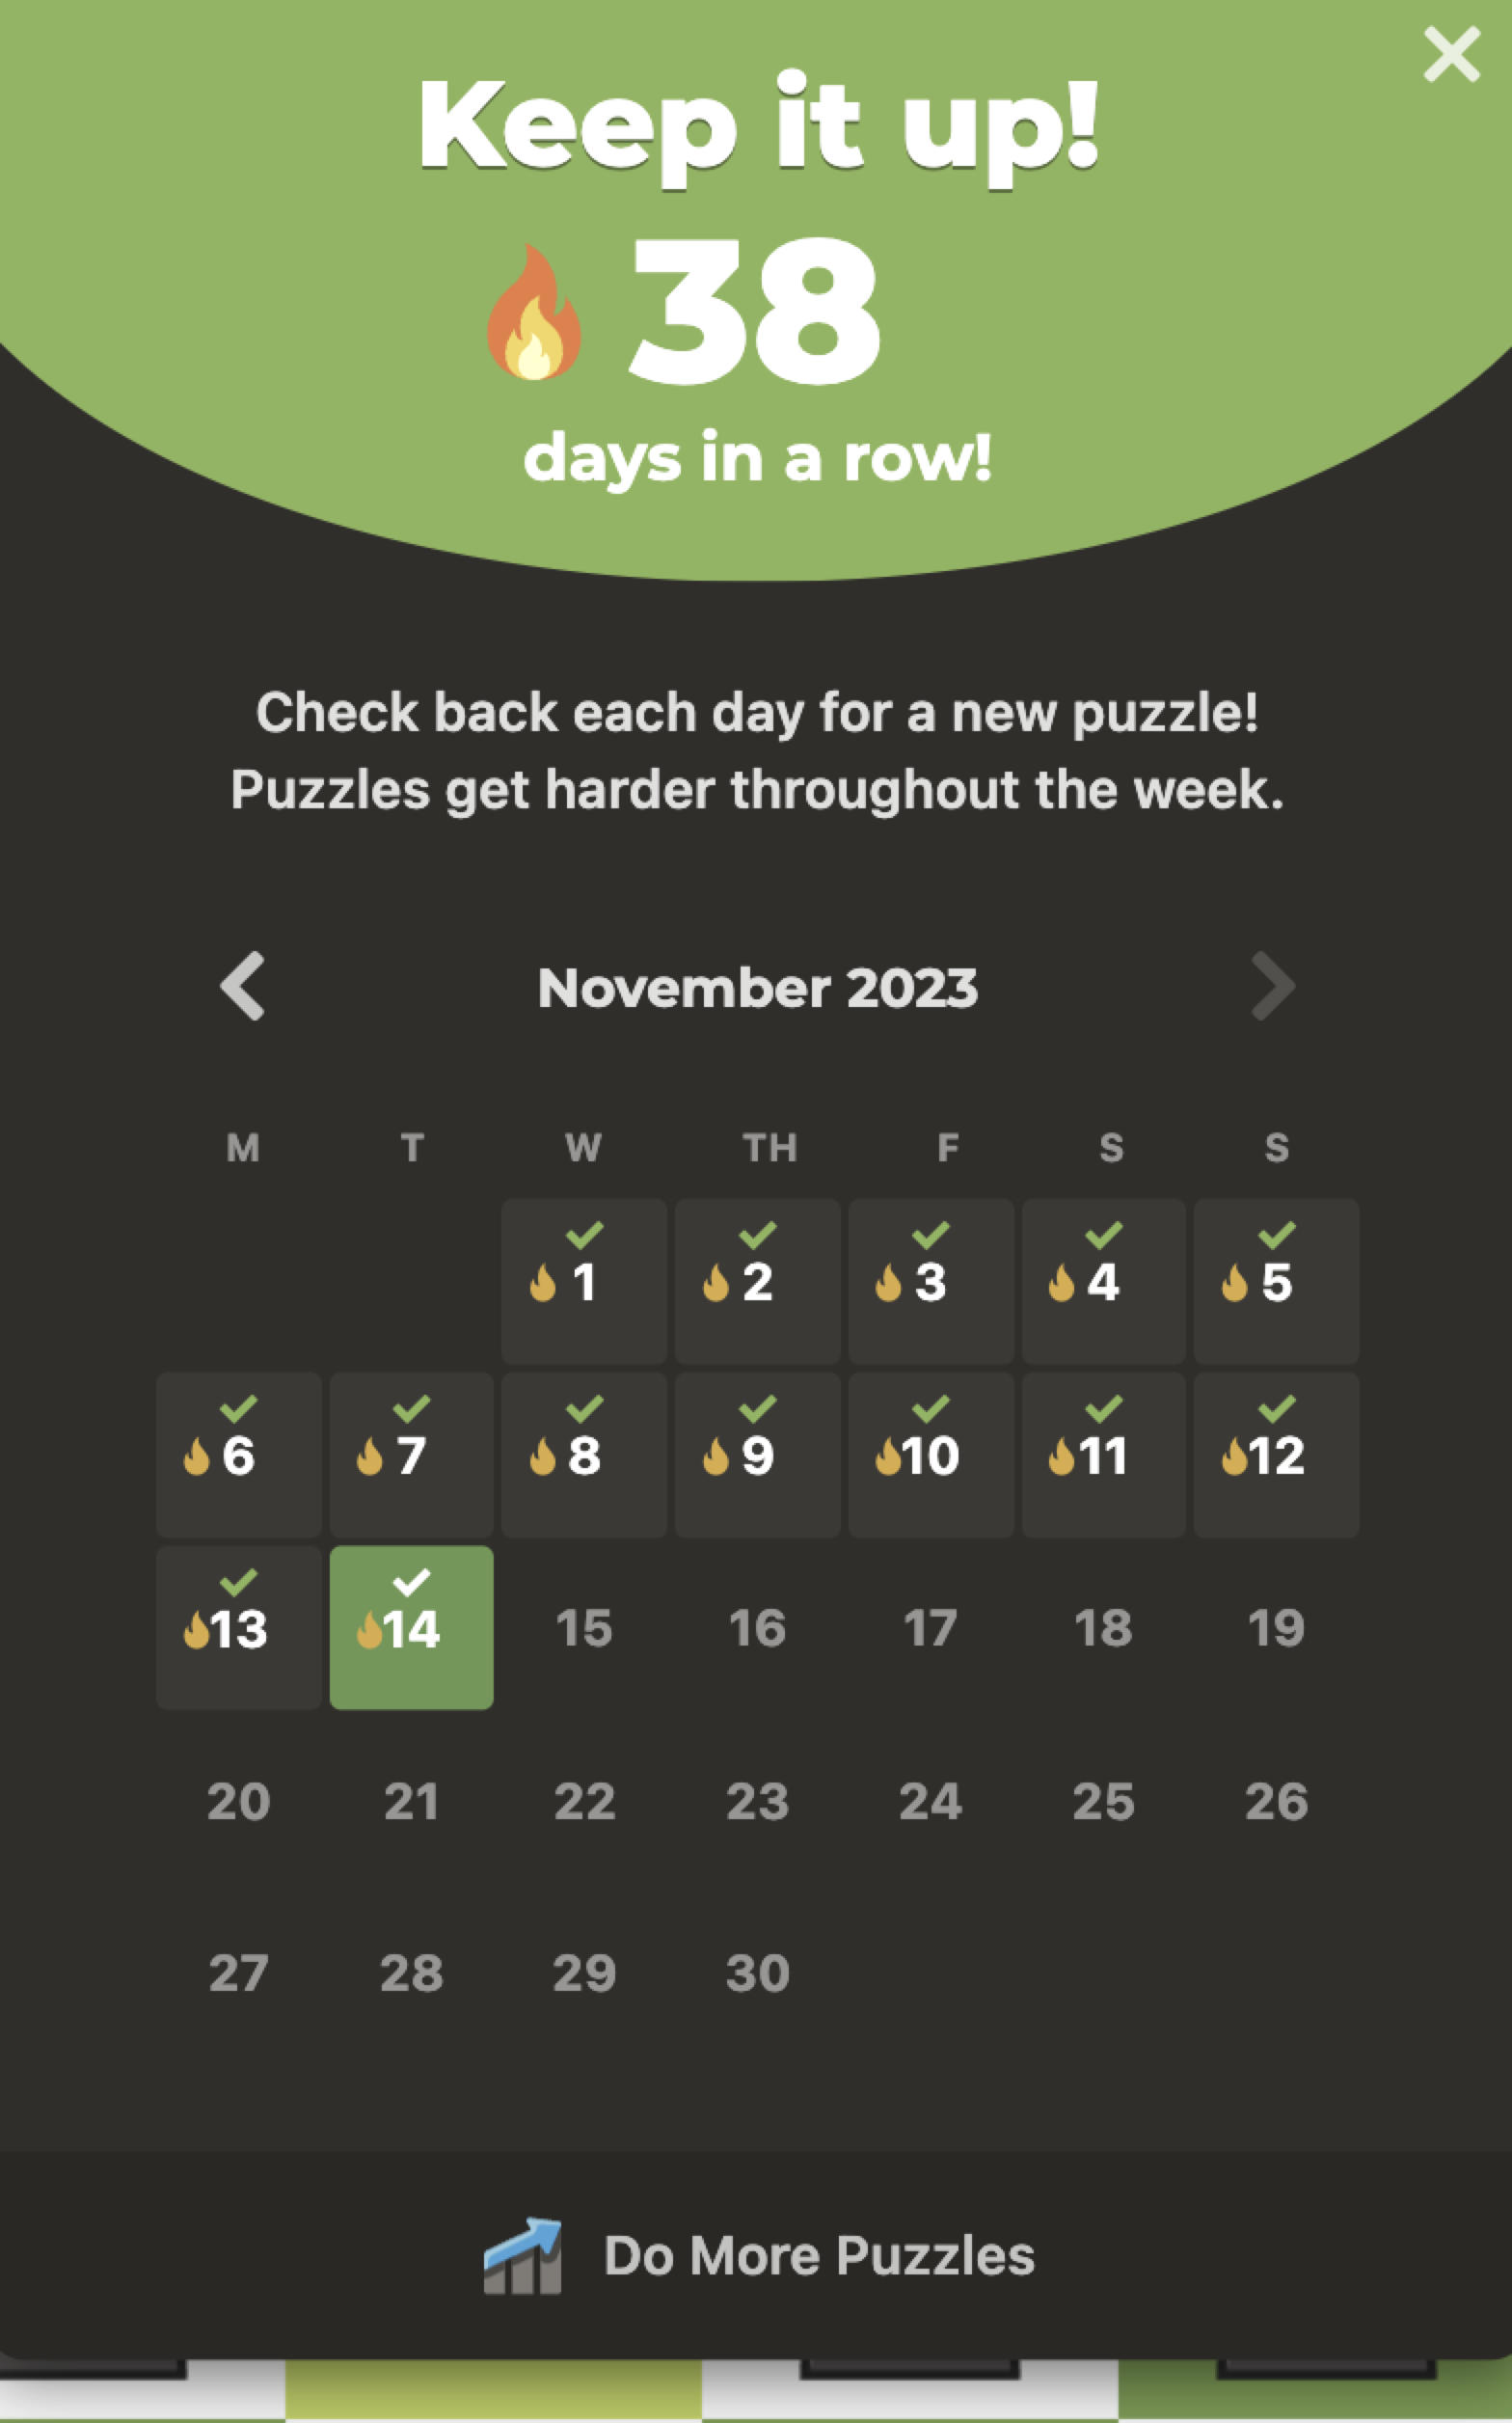 Keep it up!
38
days in a row!
Check back each day for a new puzzle!
Puzzles get harder throughout the week.
November 2023
M T W TH F S S
1 2 3 4 5
6 7 8 9 10 11 12
13 14 15 16 17 18 19
20 21 22 23 24 25 26
27 28 29 30
Do More Puzzles